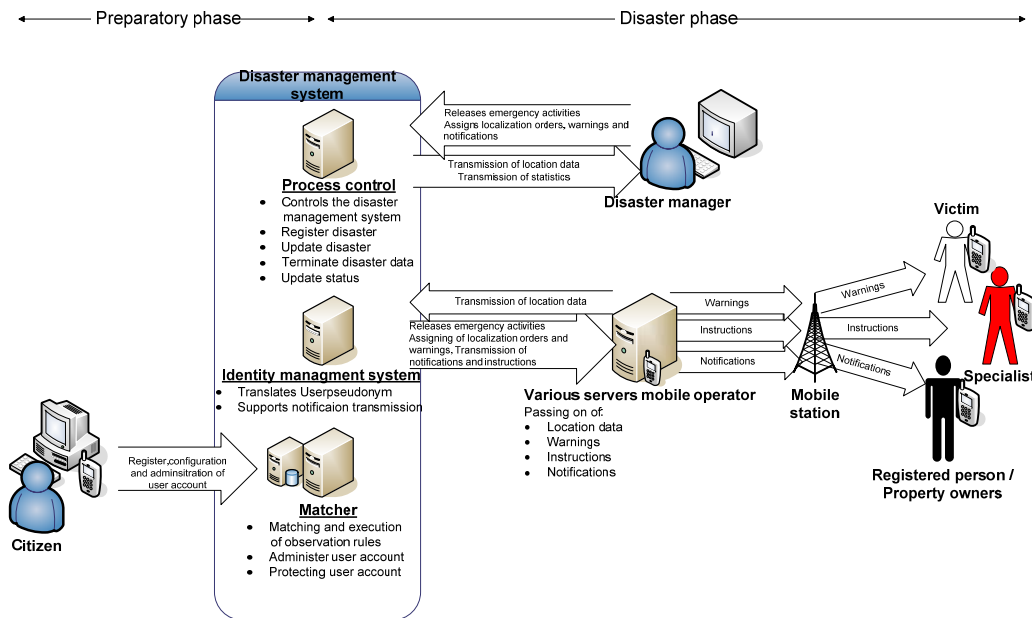 Preparatory phase
Disaster phase
Disaster management
system
Process control
• Controls the disaster
management system
• Register disaster
• Update disaster
• Terminate disaster data
• Update status
Identity managment system
• Translates Userpseudonym
• Supports notificaion transmission
Matcher
• Matching and execution
of observation rules
• Administer user account
• Protecting user account
Citizen
Register,configuration
and adminsitration of
user account
Releases emergency activities
Assigns localization orders, warnings and
notifications
Transmission of location data
Transmission of statistics
Disaster manager
Transmission of location data
Releases emergency activities
Assigning of localization orders and
warnings, Transmission of
notifications and instructions
Various servers mobile operator
Passing on of:
• Location data
• Warnings
• Instructions
• Notifications
Warnings
Instructions
Notifications
Mobile
station
Warnings
Instructions
Notifications
Victim
Specialist
Registered person /
Property owners